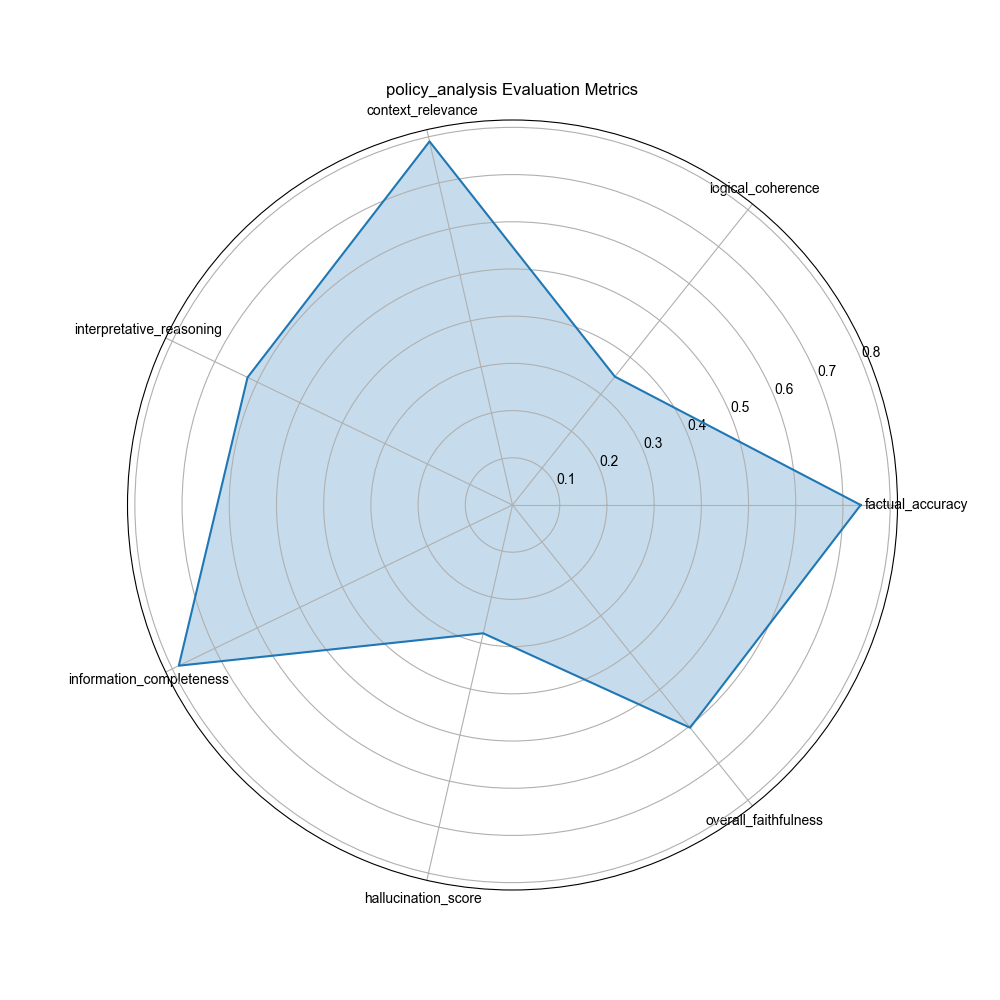 policy_analysis Evaluation Metrics
context_relevance
logical_coherence
interpretative_reasoning
0.8
0.7
0.6
0.5
0.4
0.3
0.2
0.1
factual_accuracy
information_completeness
overall_faithfulness
hallucination_score